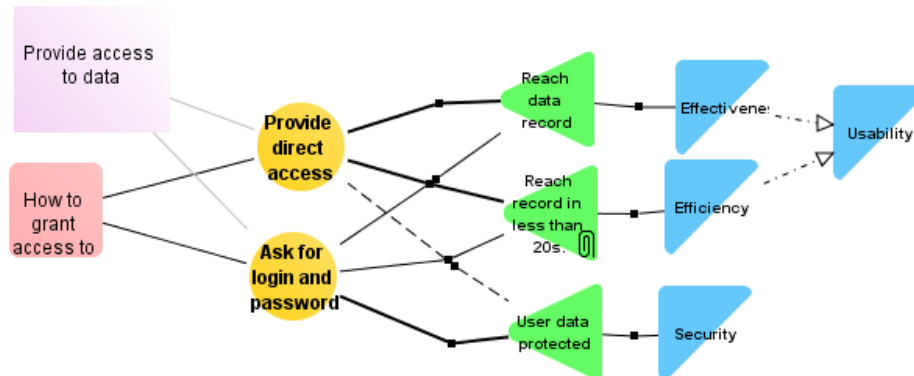 Provide access
to data
How to
grant
access to
Provide
direct
access
Ask for
login and
password
Reach
data
record
Reach
record in
less than
20s.
User data
protected
Effectivenes
Efficiency
Security
Usability